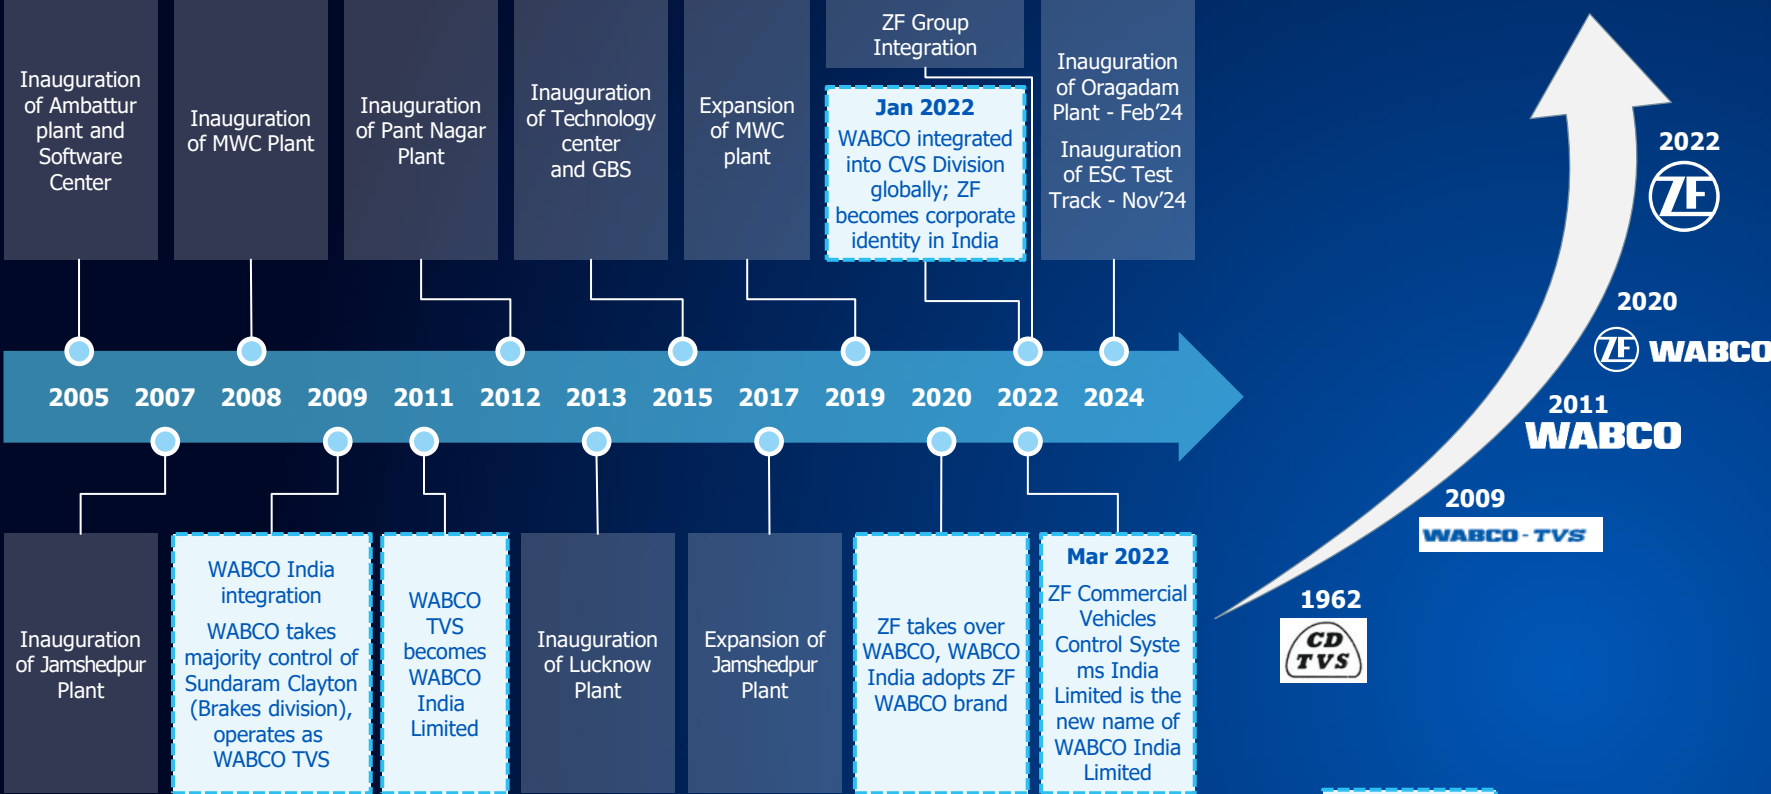 Inauguration
of Ambattur
plant and
Software
Center
Inauguration
of MWC Plant
Inauguration
of Pant Nagar
Plant
Inauguration
of Technology
center
and GBS
Expansion
of MWC
plant
ZF Group
Integration
Jan 2022
WABCO integrated
into CVS Division
globally; ZF
becomes corporate
identity in India
Inauguration
of Oragadam
Plant - Feb’24
Inauguration
of ESC Test
Track - Nov’24
2005 2007 2008 2009 2011 2012 2013 2015 2017 2019 2020 2022 2024
Inauguration
of Jamshedpur
Plant
WABCO India
integration
WABCO takes
majority control of
Sundaram Clayton
(Brakes division),
operates as
WABCO TVS
WABCO
TVS
becomes
WABCO
India
Limited
Inauguration
of Lucknow
Plant
Expansion of
Jamshedpur
Plant
ZF takes over
WABCO, WABCO
India adopts ZF
WABCO brand
Mar 2022
ZF Commercial
Vehicles
Control Syste
ms India
Limited is the
new name of
WABCO India
Limited
2022
ZF
2020
ZF WABCO
2011
WABCO
2009
WABCO-TVS
1962
CD
TVS